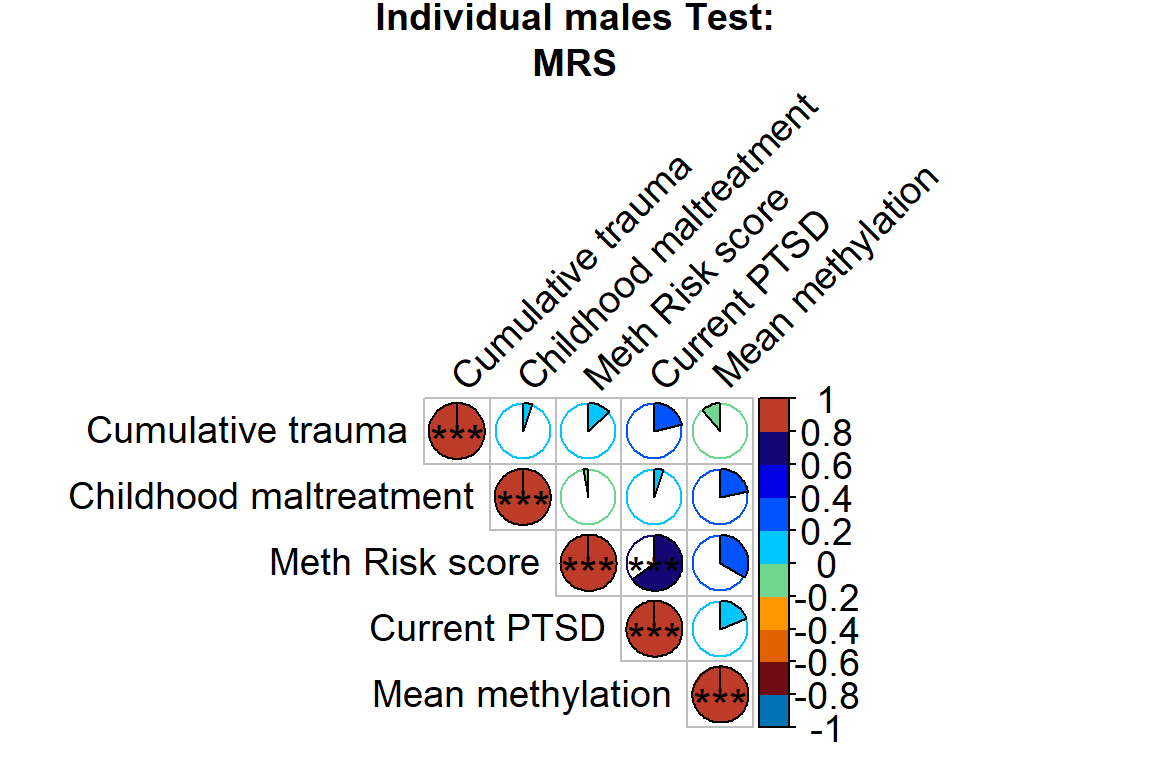 Individual males Test:
MRS
Cumulative trauma
Childhood maltreatment
Meth Risk score
Current PTSD
Mean methylation
Cumulative trauma
Childhood maltreatment
Meth Risk score
Current PTSD
Mean methylation
***
***
*** ***
***
***
1
0.8
0.6
0.4
0.2
0
-0.2
-0.4
-0.6
-0.8
-1